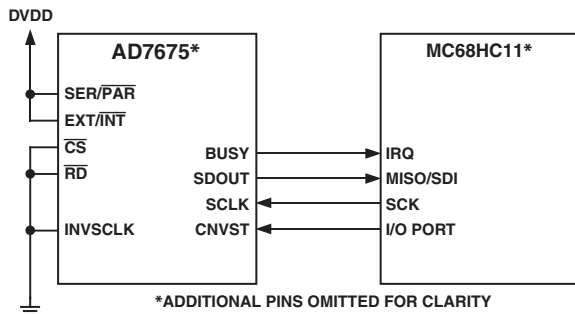 DVDD
AD7675*
MC68HC11*
SER/PAR
EXT/INT
CS
RD
INVSCLK
BUSY
SDOUT
SCLK
CNVST
IRQ
MISO/SDI
SCK
I/O PORT
*ADDITIONAL PINS OMITTED FOR CLARITY